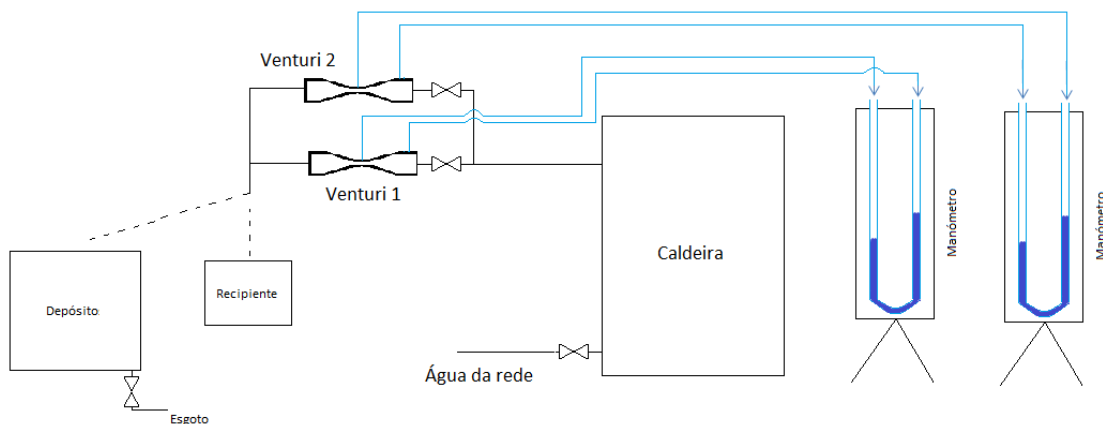 Venturi 2
Venturi 1
Caldeira
Depósito
Recipiente
Água da rede
Esgoto
Manómetro
Manómetro